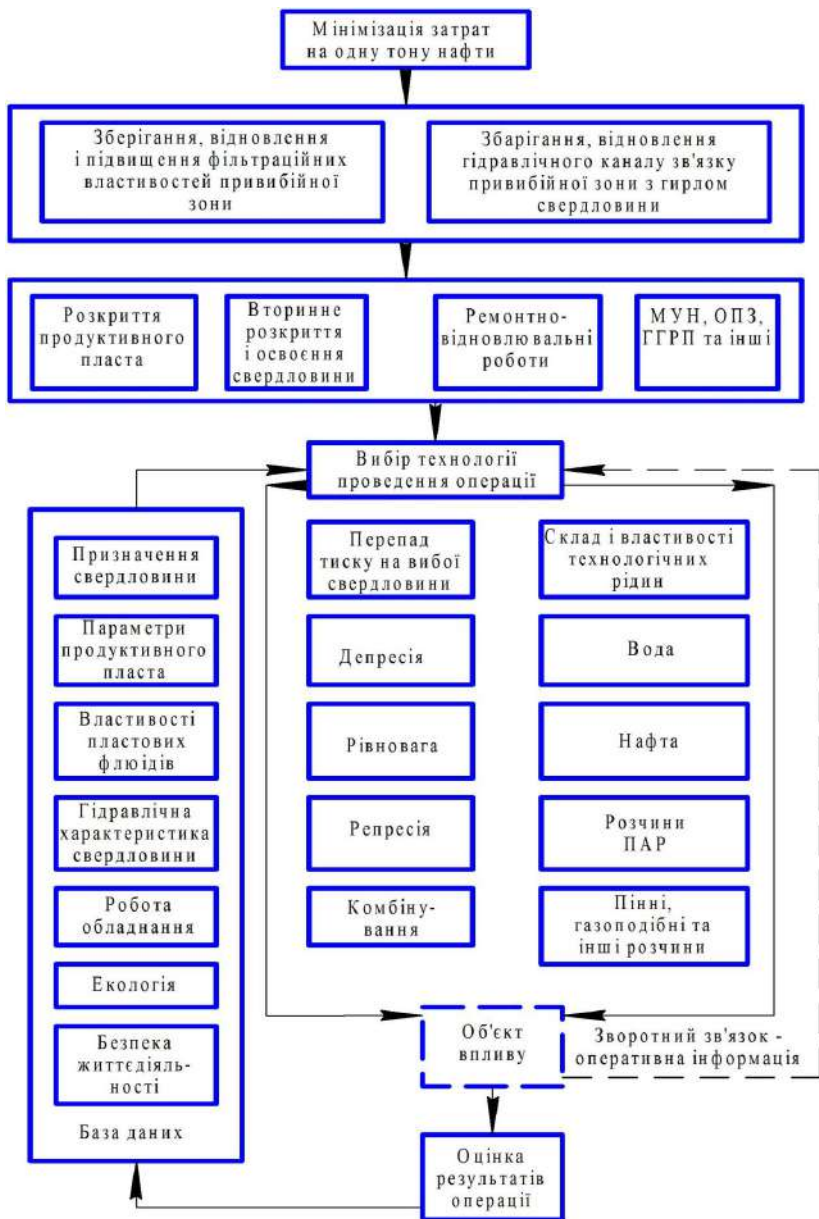 Мінімізація затрат
на одну тону нафти
Зберігання, відновлення
і підвищення фільтраційних
властивостей привибійної
зони
Збарігання, відновлення
гідравлічного каналу зв'язку
привибійної зони з гирлом
свердловини
Розкриття
продуктивного
пласта
Вторинне
розкриття
і освоєння
свердловини
Ремонтно-
відновлювальні
роботи
МУН, ОПЗ,
ГГРП та інші
Вибір технології
проведення операції
Призначення
свердловини
Параметри
продуктивного
пласта
Властивості
пластових
флюідів
Гідравлічна
характеристика
свердловини
Робота
обладнання
Екологія
Безпека
життєдіяль-
ності
База даних
Перепад
тиску на вибої
свердловини
Депресія
Рівновага
Репресія
Комбіну-
вання
Склад і властивості
технологічних
рідин
Вода
Нафта
Розчини
ПАР
Пінні,
газоподібні та
інші розчини
Об'єкт
впливу
Зворотний зв'язок -
оперативна інформація
Оцінка
результатів
операції